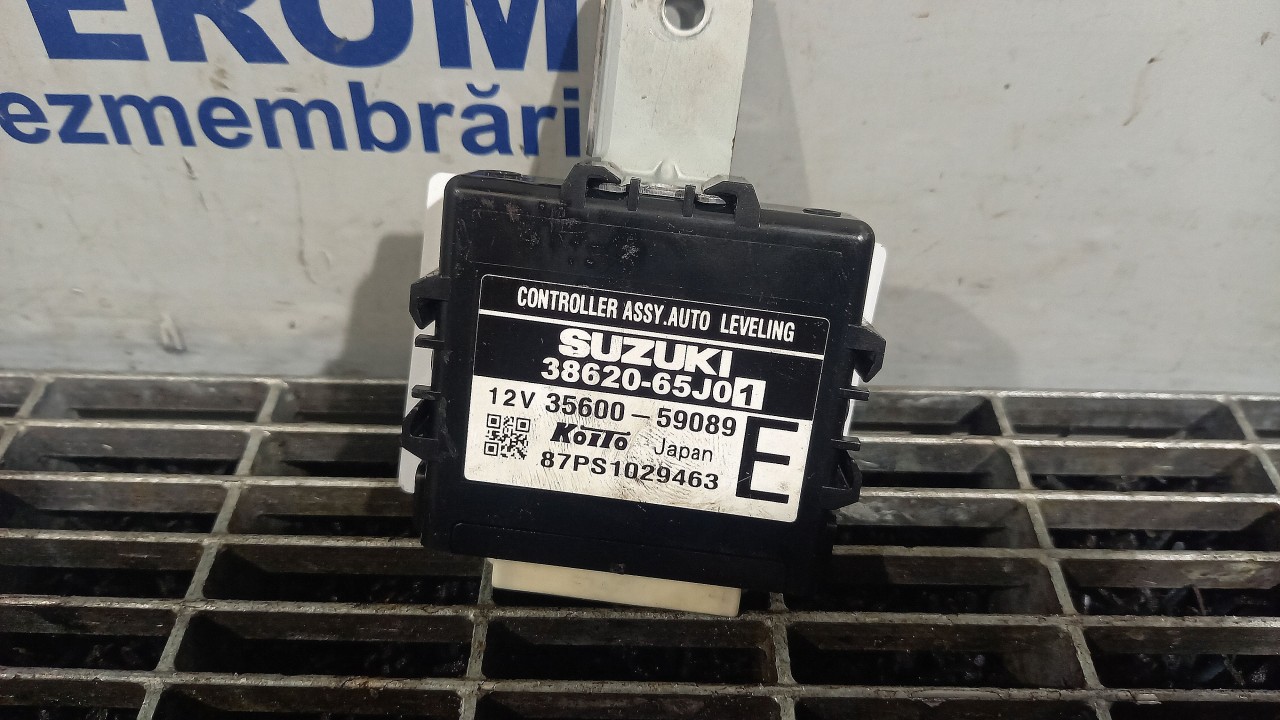 EROM
ezmembrări
CONTROLLER ASSY.AUTO LEVELING
SUZUKI
38620-65J01
12V 35600-59089
Koito Japan
87PS1029463
E